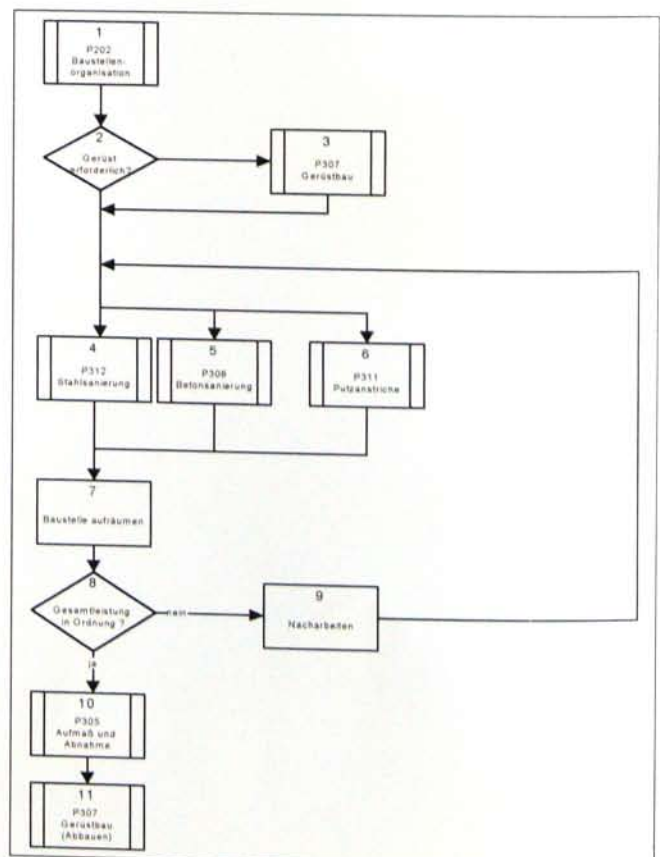 1
P202
Baustellen-
organisation
2
Gerüst
erforderlich?
3
P307
Gerüstbau
4
P312
Stahlsanierung
5
P308
Betonsanierung
6
P311
Putzanstriche
7
Baustelle aufräumen
8
Gesamtleistung
in Ordnung ?
nein
9
Nacharbeiten
ja
10
P305
Aufmaß und
Abnahme
11
P307
Gerüstbau
(Abbauen)